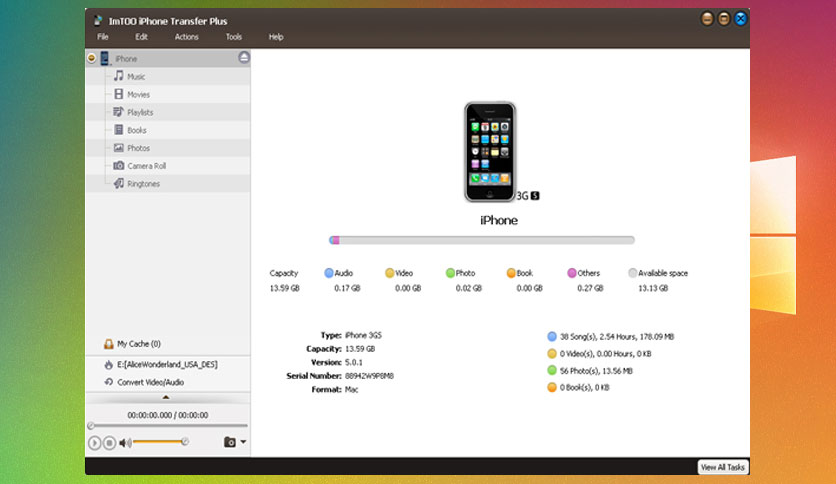 ImTOO iPhone Transfer Plus
File Edit Actions Tools Help
iPhone
Music
Movies
Playlists
Books
Photos
Camera Roll
Ringtones
My Cache (0)
E:[AliceWonderland_USA_DES]
Convert Video/Audio
00:00:00.000 / 00:00:00
3G S
iPhone
Capacity Audio Video Photo Book Others Available space
13.59 GB 0.17 GB 0.00 GB 0.02 GB 0.00 GB 0.27 GB 13.13 GB
Type: iPhone 3GS
Capacity: 13.59 GB
Version: 5.0.1
Serial Number: 88942W9P8M8
Format: Mac
38 Song(s), 2.54 Hours, 178.09 MB
0 Video(s), 0.00 Hours, 0 KB
56 Photo(s), 13.56 MB
0 Book(s), 0 KB
View All Tasks